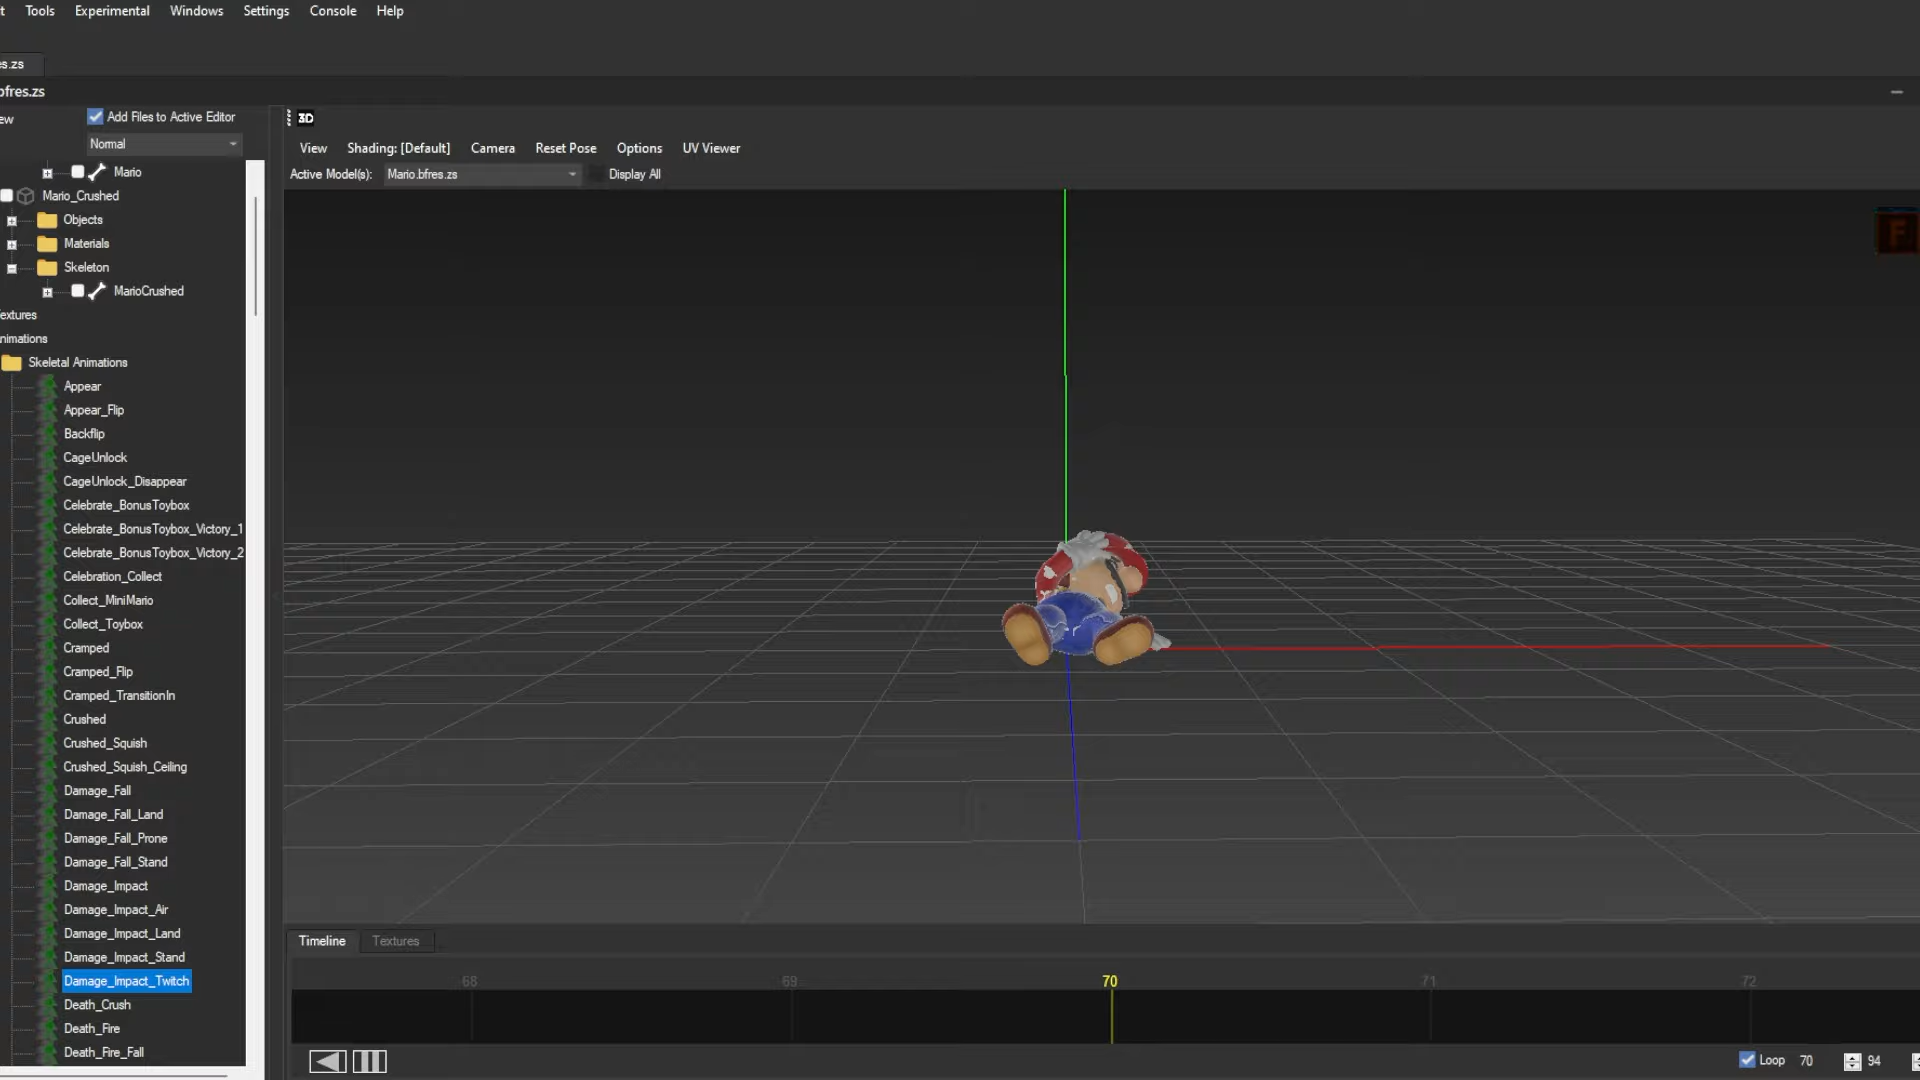 t Tools Experimental Windows Settings Console Help
es.zs
bfres.zs
ew
Add Files to Active Editor
Normal
Mario
Mario_Crushed
Objects
Materials
Skeleton
MarioCrushed
extures
nimations
Skeletal Animations
Appear
Appear_Flip
Backflip
CageUnlock
CageUnlock_Disappear
Celebrate_BonusToybox
Celebrate_BonusToybox_Victory_1
Celebrate_BonusToybox_Victory_2
Celebration_Collect
Collect_MiniMario
Collect_Toybox
Cramped
Cramped_Flip
Cramped_TransitionIn
Crushed
Crushed_Squish
Crushed_Squish_Ceiling
Damage_Fall
Damage_Fall_Land
Damage_Fall_Prone
Damage_Fall_Stand
Damage_Impact
Damage_Impact_Air
Damage_Impact_Land
Damage_Impact_Stand
Damage_Impact_Twitch
Death_Crush
Death_Fire
Death_Fire_Fall
3D
View Shading: [Default] Camera Reset Pose Options UV Viewer
Active Model(s): Mario.bfres.zs Display All
F
Timeline Textures
68 69 70 71 72
Loop 70 94